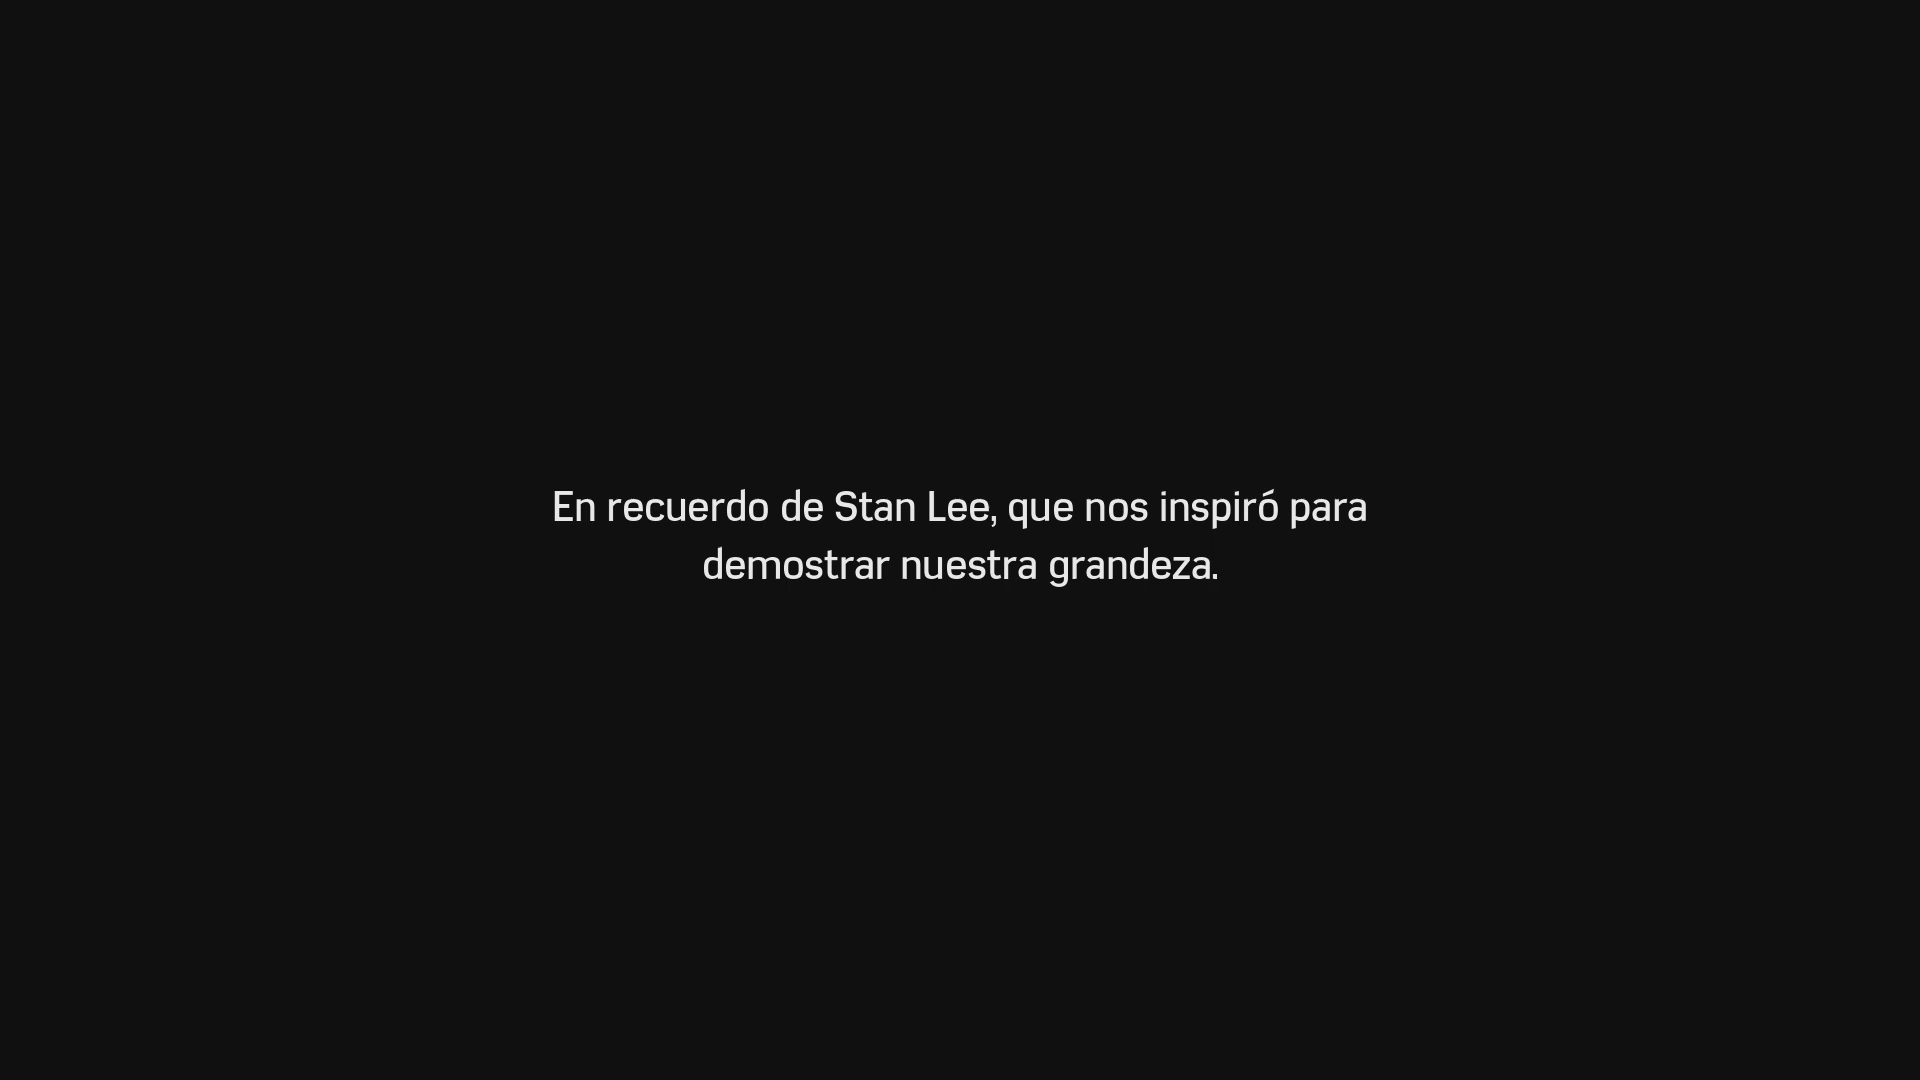 En recuerdo de Stan Lee, que nos inspiró para
demostrar nuestra grandeza.